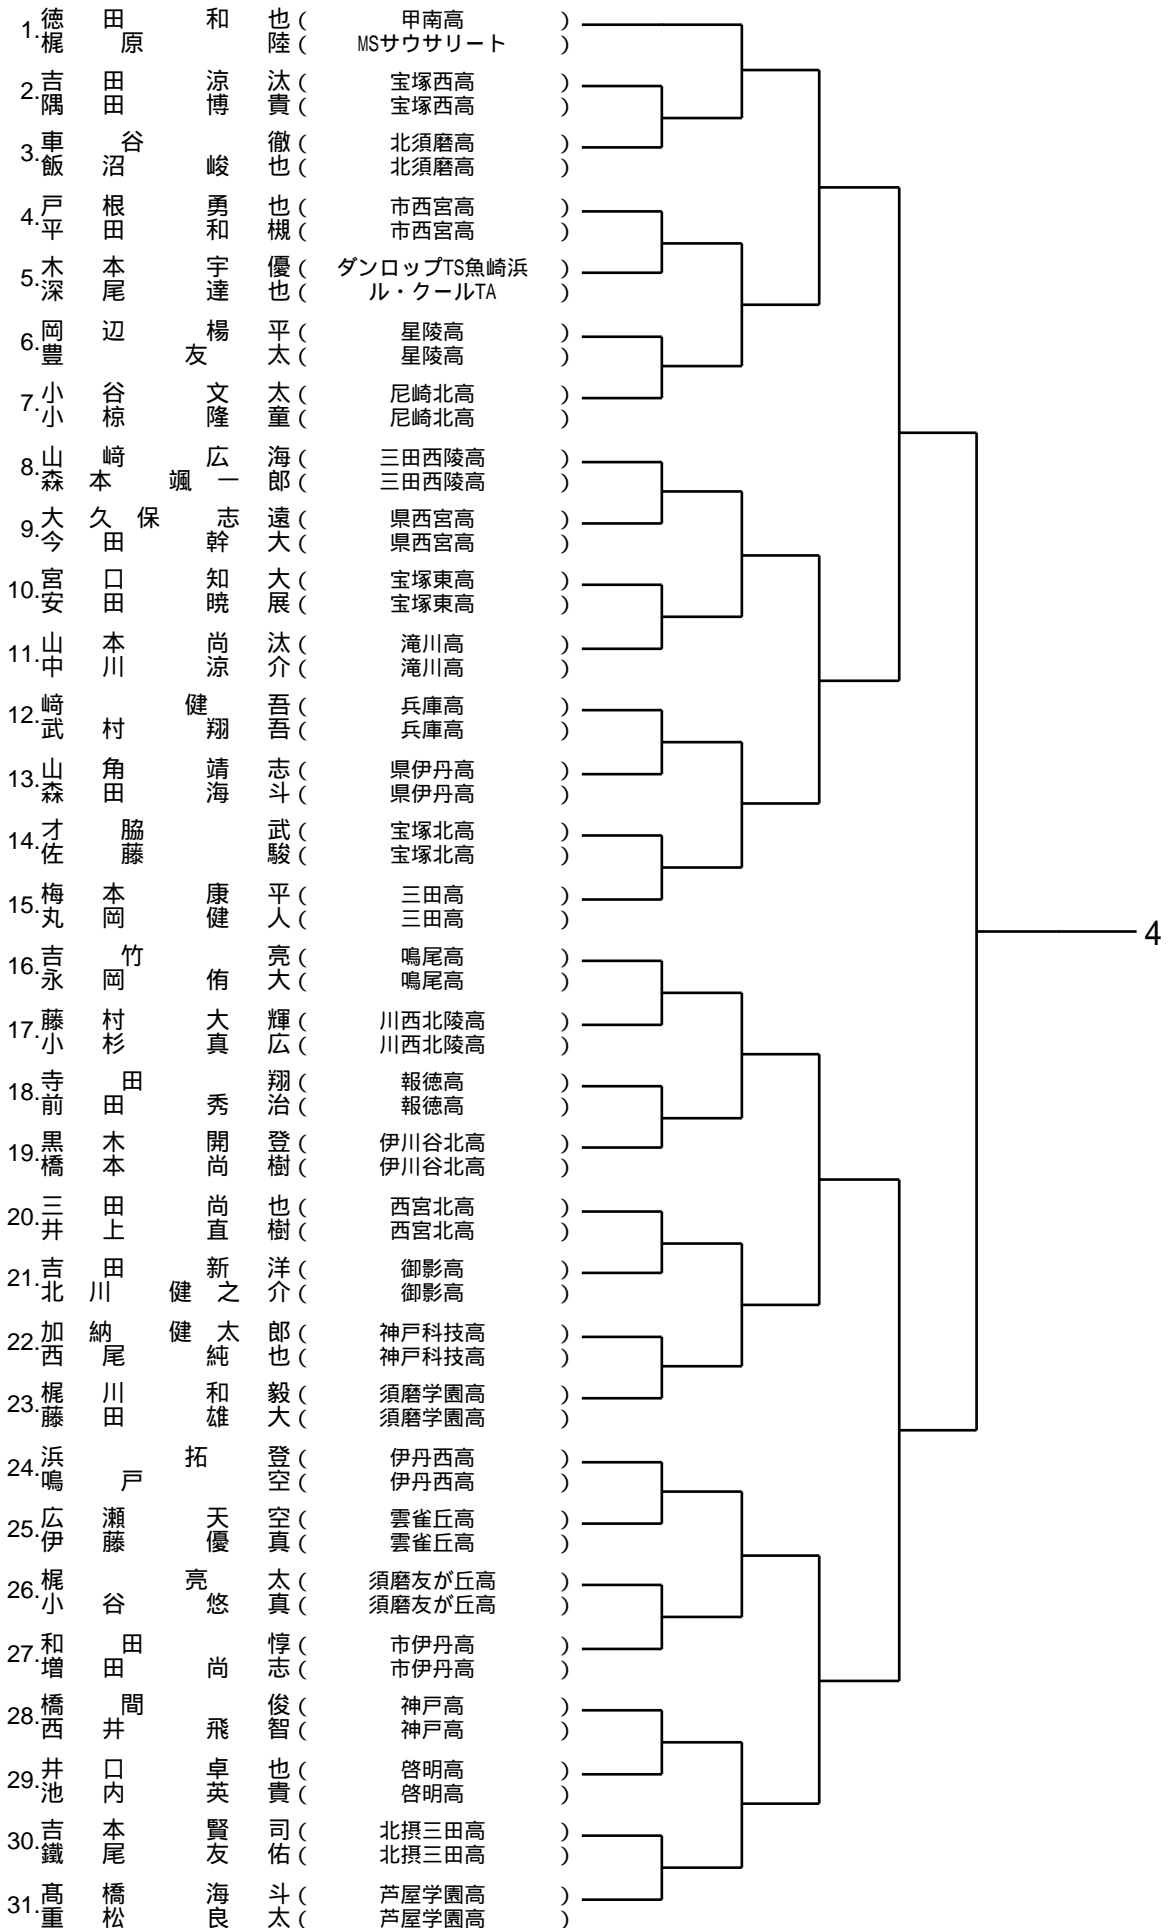 1.徳田 和也(甲南高)
梶原 陸(MSサウサリート)
2.吉田 涼汰(宝塚西高)
隅田 博貴(宝塚西高)
3.車谷 徹(北須磨高)
飯沼 峻也(北須磨高)
4.戸根 勇也(市西宮高)
平田 和槻(市西宮高)
5.木本 宇優(ダンロップTS魚崎浜)
深尾 達也(ル・クールTA)
6.岡辺 楊平(星陵高)
豊 友太(星陵高)
7.小谷 文太(尼崎北高)
小椋 隆童(尼崎北高)
8.山﨑 広海(三田西陵高)
森本 颯一郎(三田西陵高)
9.大久保 志遠(県西宮高)
今田 幹大(県西宮高)
10.宮口 知大(宝塚東高)
安田 暁展(宝塚東高)
11.山本 尚汰(滝川高)
中川 涼介(滝川高)
12.﨑 健吾(兵庫高)
武村 翔吾(兵庫高)
13.山角 靖志(県伊丹高)
森田 海斗(県伊丹高)
14.才脇 武(宝塚北高)
佐藤 駿(宝塚北高)
15.梅本 康平(三田高)
丸岡 健人(三田高)
16.吉竹 亮(鳴尾高)
永岡 侑大(鳴尾高)
17.藤村 大輝(川西北陵高)
小杉 真広(川西北陵高)
18.寺田 翔(報徳高)
前田 秀治(報徳高)
19.黒木 開登(伊川谷北高)
橋本 尚樹(伊川谷北高)
20.三田 尚也(西宮北高)
井上 直樹(西宮北高)
21.吉田 新洋(御影高)
北川 健之介(御影高)
22.加納 健太郎(神戸科技高)
西尾 純也(神戸科技高)
23.梶川 和毅(須磨学園高)
藤田 雄大(須磨学園高)
24.浜 拓登(伊丹西高)
鳴戸 空(伊丹西高)
25.広瀬 天空(雲雀丘高)
伊藤 優真(雲雀丘高)
26.梶 亮太(須磨友が丘高)
小谷 悠真(須磨友が丘高)
27.和田 惇(市伊丹高)
増田 尚志(市伊丹高)
28.橋間 俊(神戸高)
西井 飛智(神戸高)
29.井口 卓也(啓明高)
池内 英貴(啓明高)
30.吉本 賢司(北摂三田高)
鐵尾 友佑(北摂三田高)
31.髙橋 海斗(芦屋学園高)
重松 良太(芦屋学園高)
4